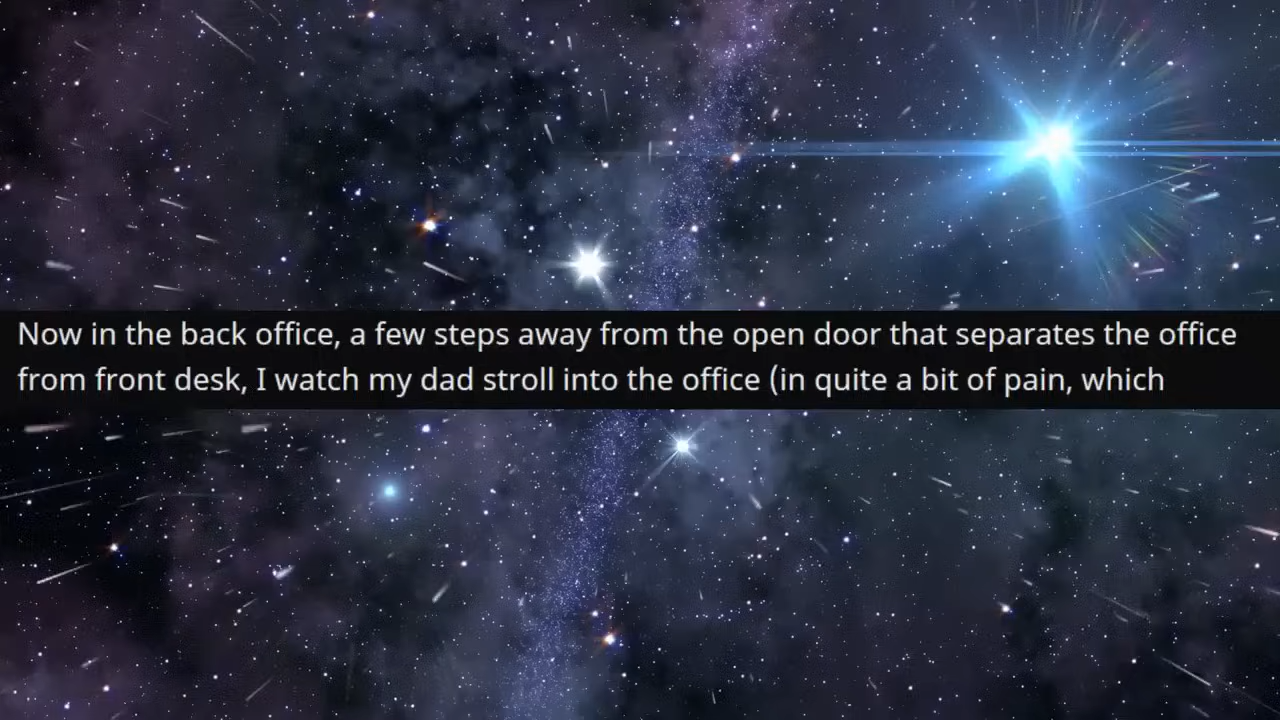 Now in the back office, a few steps away from the open door that separates the office
from front desk, I watch my dad stroll into the office (in quite a bit of pain, which